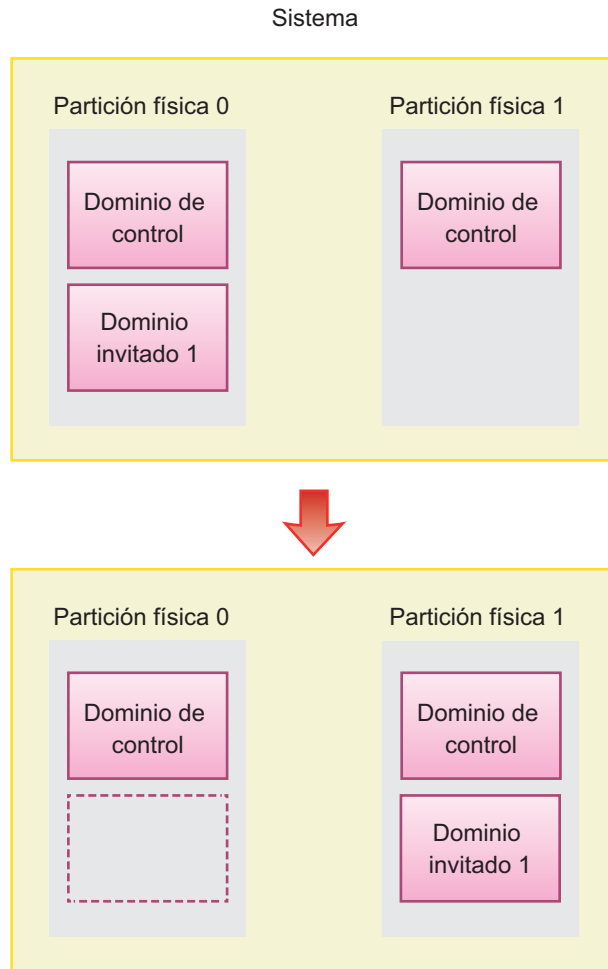 Sistema
Partición física 0
Partición física 1
Dominio de
control
Dominio de
control
Dominio
invitado 1
Partición física 0
Partición física 1
Dominio de
control
Dominio de
control
Dominio
invitado 1